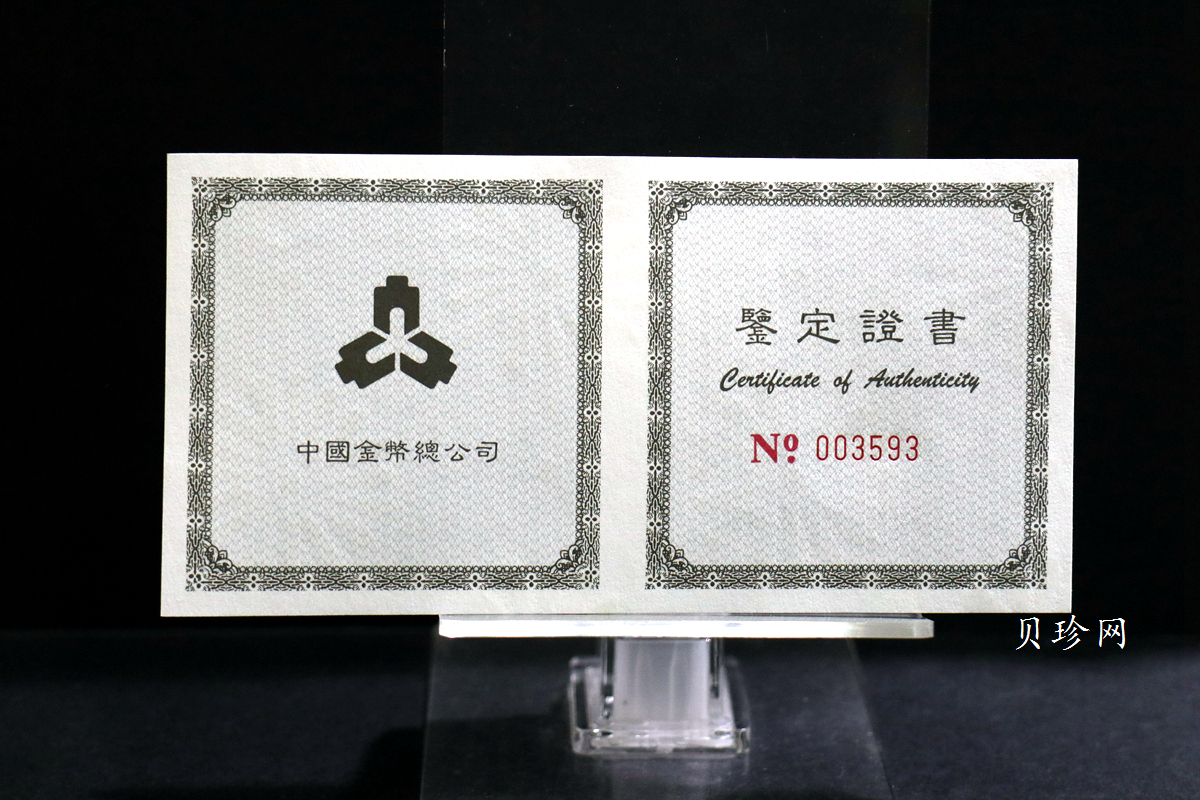 中國金幣總公司
鑒定證書
Certificate of Authenticity
Nº 003593
贝珍网